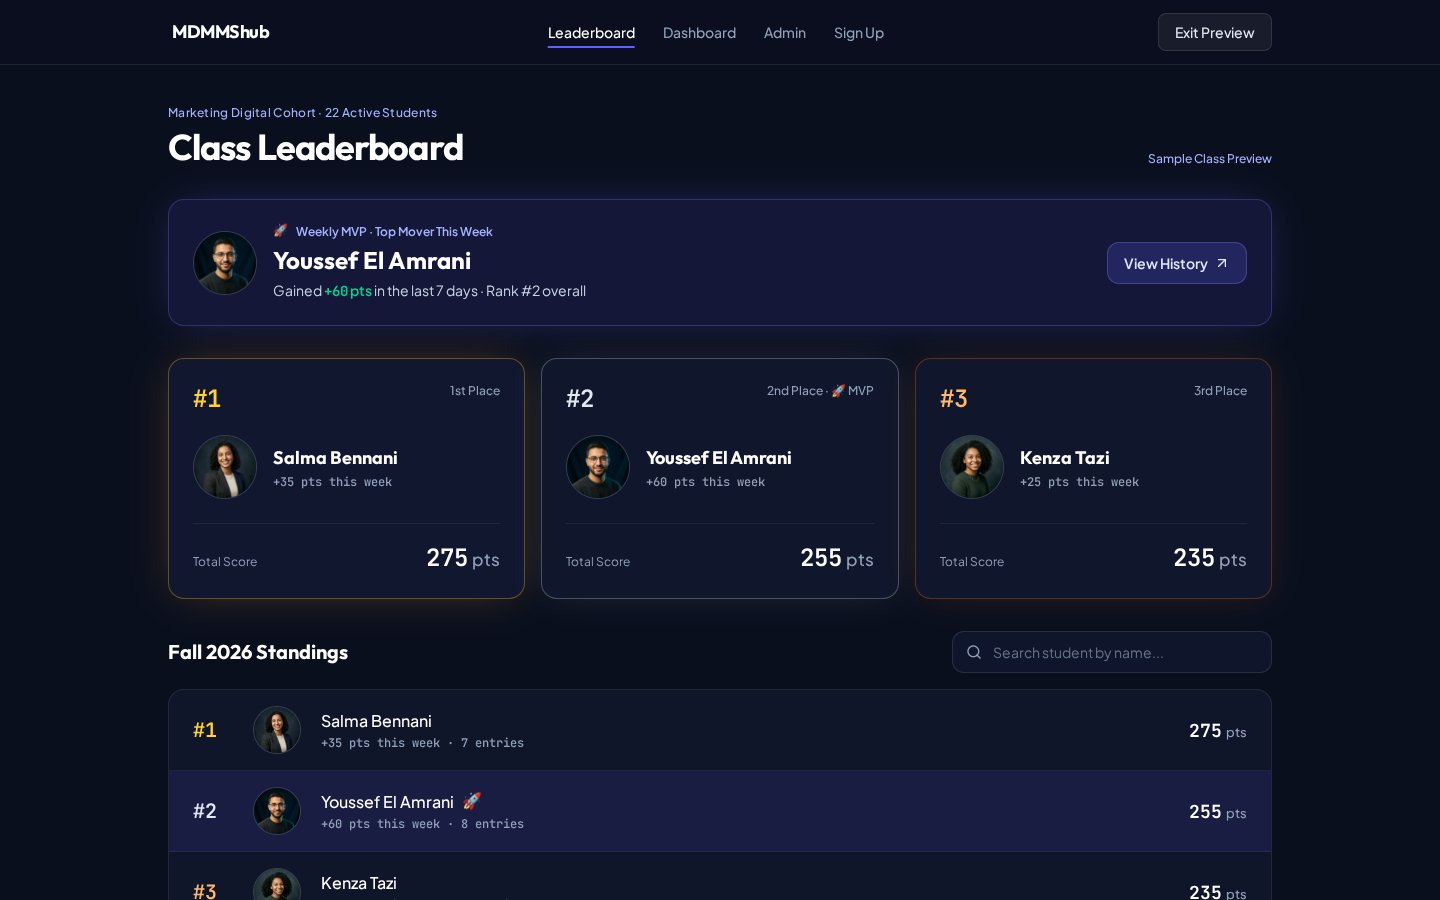 MDMMShub
Leaderboard
Dashboard
Admin
Sign Up
Exit Preview
Marketing Digital Cohort · 22 Active Students
Class Leaderboard
Sample Class Preview
🚀 Weekly MVP · Top Mover This Week
Youssef El Amrani
Gained +60 pts in the last 7 days · Rank #2 overall
View History
#1
1st Place
Salma Bennani
+35 pts this week
Total Score
275 pts
#2
2nd Place · 🚀 MVP
Youssef El Amrani
+60 pts this week
Total Score
255 pts
#3
3rd Place
Kenza Tazi
+25 pts this week
Total Score
235 pts
Fall 2026 Standings
Search student by name...
#1
Salma Bennani
+35 pts this week · 7 entries
275 pts
#2
Youssef El Amrani 🚀
+60 pts this week · 8 entries
255 pts
#3
Kenza Tazi
235 pts